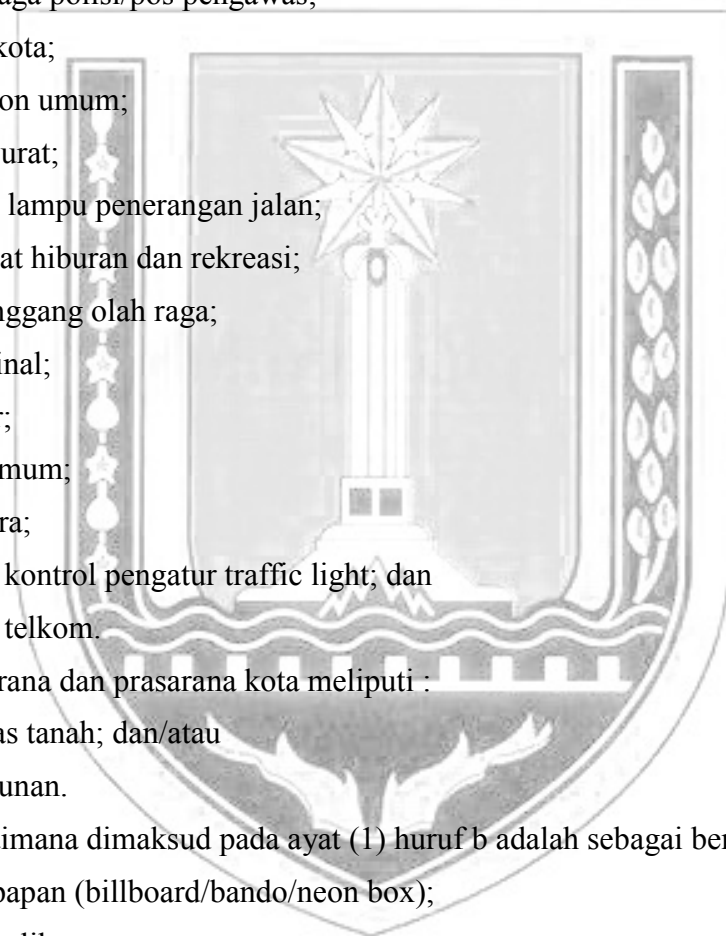 aga polisi/pos pengawas;
kota;
on umum;
urat;
lampu penerangan jalan;
at hiburan dan rekreasi;
nggang olah raga;
inal;
mum;
ra;
kontrol pengatur traffic light; dan
telkom.
rana dan prasarana kota meliputi :
as tanah; dan/atau
unan.
imana dimaksud pada ayat (1) huruf b adalah sebagai ber
papan (billboard/bando/neon box);